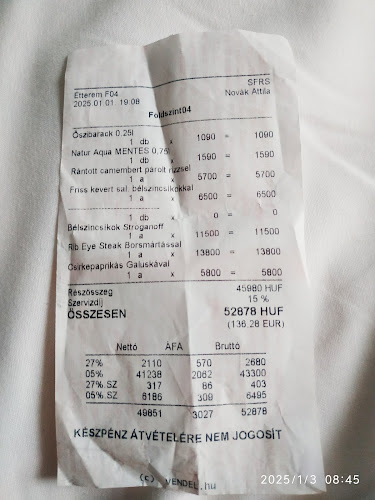 SFRS
Étterem F04 Novák Attila
2025.01.01. 19:08
Földszint04
Őszibarack 0.25l
1 db x 1090 = 1090
Natur Aqua MENTES 0,75l
1 db x 1590 = 1590
Rántott camembert párolt rizzsel
1 a x 5700 = 5700
Friss kevert sal. bélszíncsíkokkal
1 a x 6500 = 6500
--------------------
1 db x 0 = 0
Bélszíncsíkok Stroganoff
1 a x 11500 = 11500
Rib Eye Steak Borsmártással
1 a x 13800 = 13800
Csirkepaprikás Galuskával
1 a x 5800 = 5800
Részösszeg 45980 HUF
Szervizdíj 15 %
ÖSSZESEN 52878 HUF
(136,28 EUR)
Nettó ÁFA Bruttó
27% 2110 570 2680
05% 41238 2062 43300
27% SZ 317 86 403
05% SZ 6186 309 6495
49851 3027 52878
KÉSZPÉNZ ÁTVÉTELÉRE NEM JOGOSÍT
(c) VENDEL.hu
2025/1/3 08:45